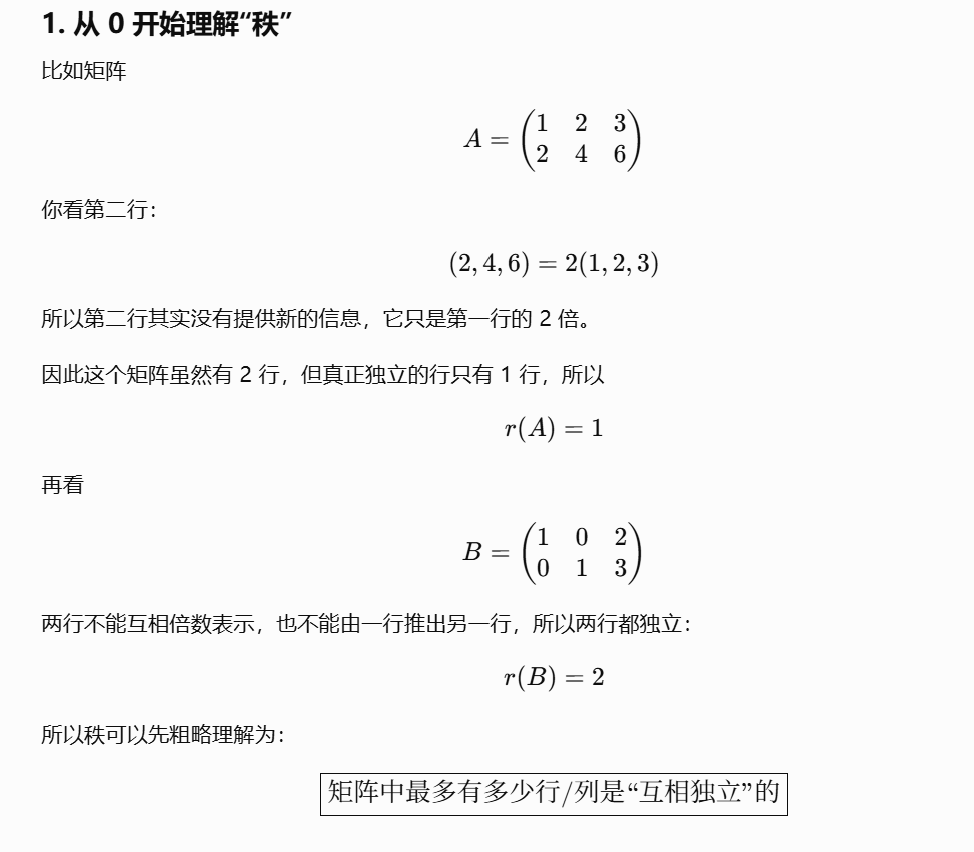 1. 从 0 开始理解“秩”
比如矩阵
A = (1 2 3
2 4 6)
你看第二行：
(2, 4, 6) = 2(1, 2, 3)
所以第二行其实没有提供新的信息，它只是第一行的 2 倍。
因此这个矩阵虽然有 2 行，但真正独立的行只有 1 行，所以
r(A) = 1
再看
B = (1 0 2
0 1 3)
两行不能互相倍数表示，也不能由一行推出另一行，所以两行都独立：
r(B) = 2
所以秩可以先粗略理解为：
矩阵中最多有多少行/列是“互相独立”的